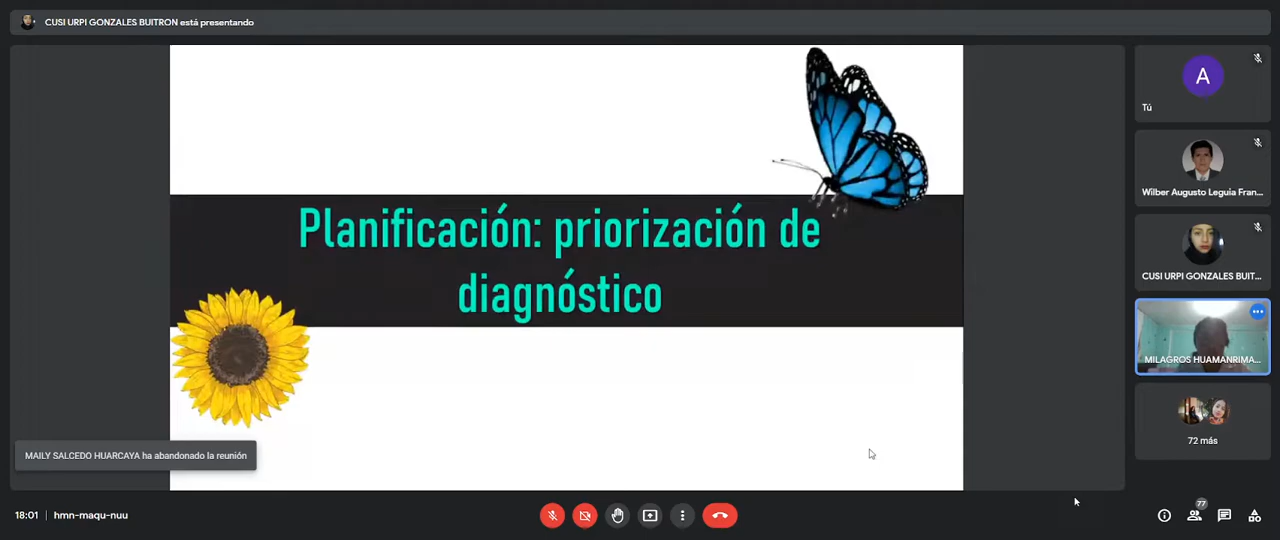 CUSI URPI GONZALES BUITRON está presentando
Planificación: priorización de
diagnóstico
A
Tú
Wilber Augusto Leguia Fran...
CUSI URPI GONZALES BUIT...
MILAGROS HUAMANRIMA...
72 más
MAILY SALCEDO HUARCAYA ha abandonado la reunión
18:01
hmn-maqu-nuu
77